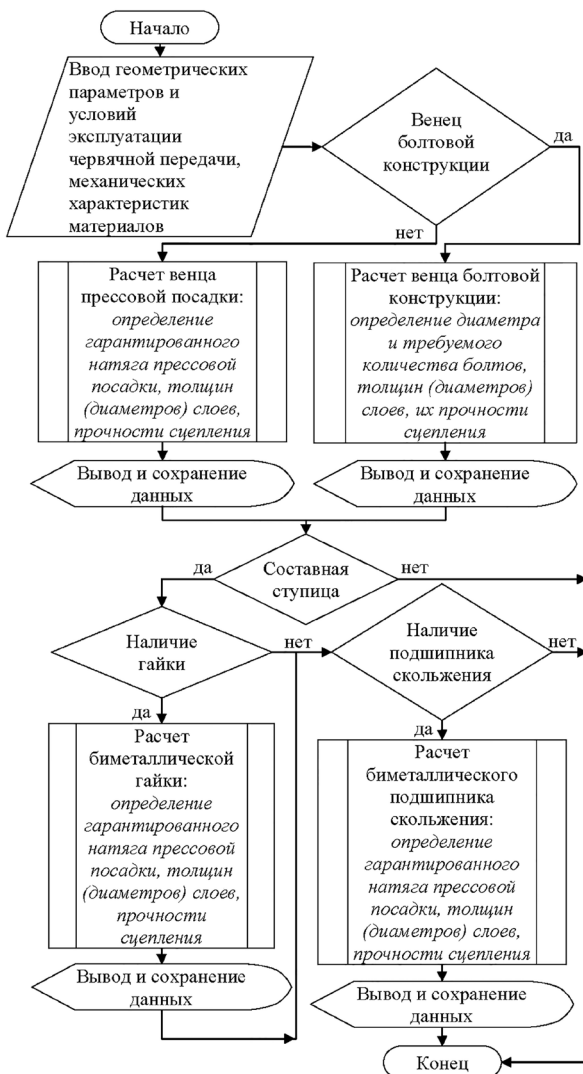 Начало
Ввод геометрических
параметров и
условий
эксплуатации
червячной передачи,
механических
характеристик
материалов
Венец
болтовой
конструкции
да
нет
Расчет венца
прессовой посадки:
определение
гарантированного
натяга прессовой
посадки, толщин
(диаметров) слоев,
прочности сцепления
Расчет венца болтовой
конструкции:
определение диаметра
и требуемого
количества болтов,
толщин (диаметров)
слоев, их прочности
сцепления
Вывод и сохранение
данных
Вывод и сохранение
данных
да
Составная
ступица
нет
Наличие
гайки
нет
Наличие
подшипника
скольжения
нет
да
да
Расчет
биметаллической
гайки:
определение
гарантированного
натяга прессовой
посадки, толщин
(диаметров) слоев,
прочности
сцепления
Расчет
биметаллического
подшипника
скольжения:
определение
гарантированного
натяга прессовой
посадки, толщин
(диаметров) слоев,
прочности сцепления
Вывод и сохранение
данных
Вывод и сохранение
данных
Конец